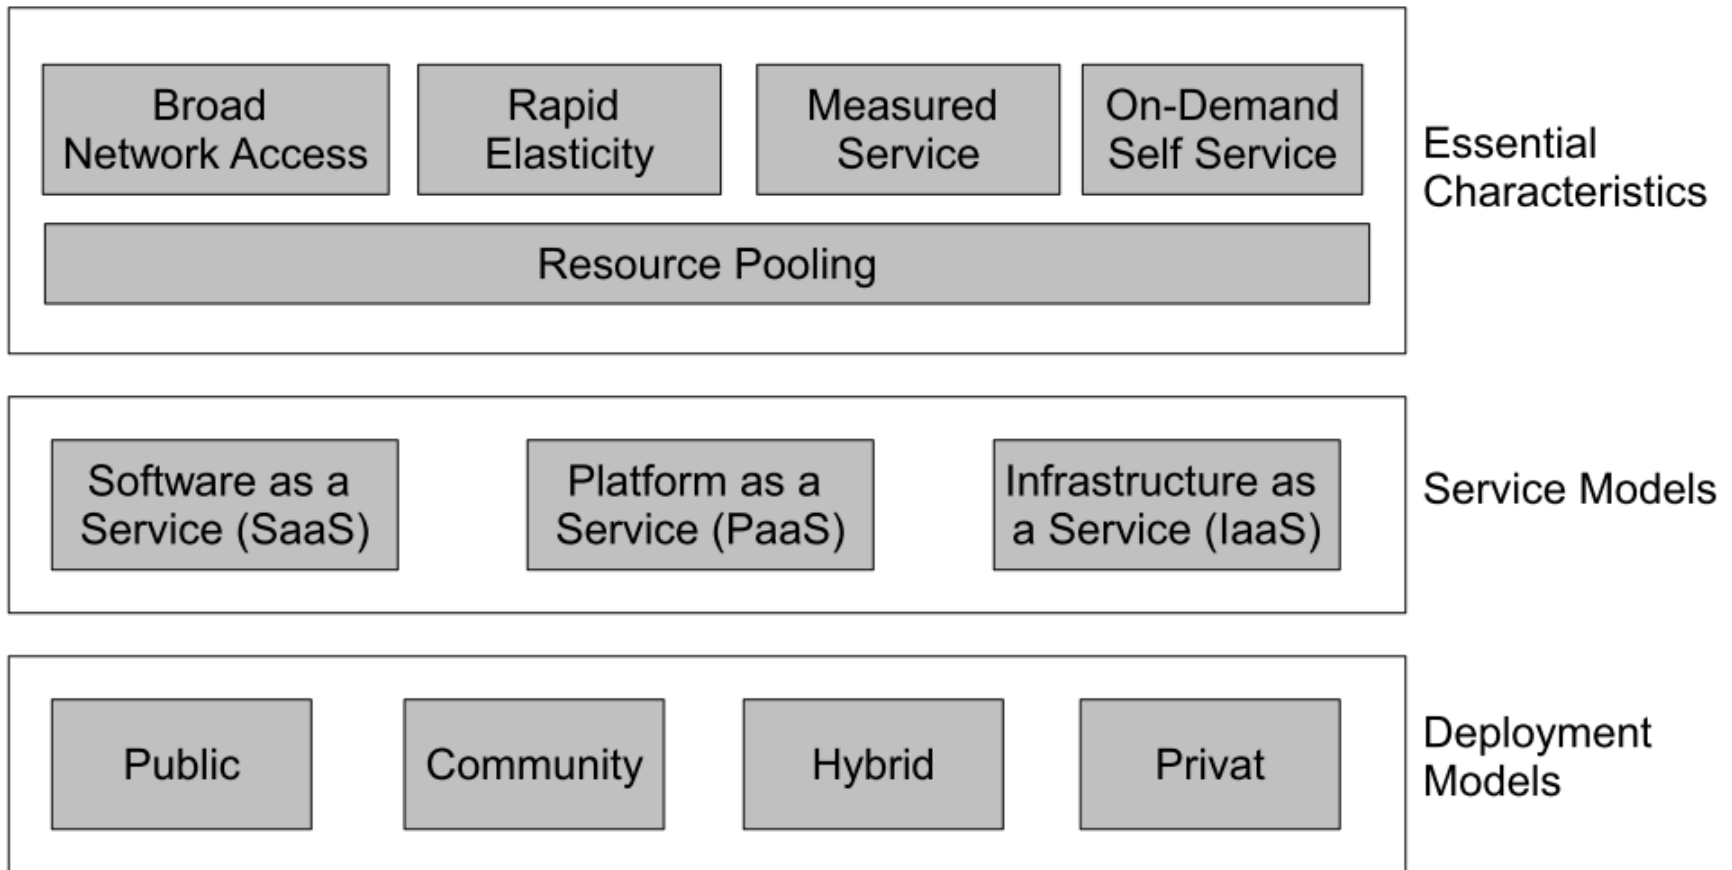 Broad
Network Access
Rapid
Elasticity
Measured
Service
On-Demand
Self Service
Resource Pooling
Essential
Characteristics
Software as a
Service (SaaS)
Platform as a
Service (PaaS)
Infrastructure as
a Service (IaaS)
Service Models
Public
Community
Hybrid
Privat
Deployment
Models